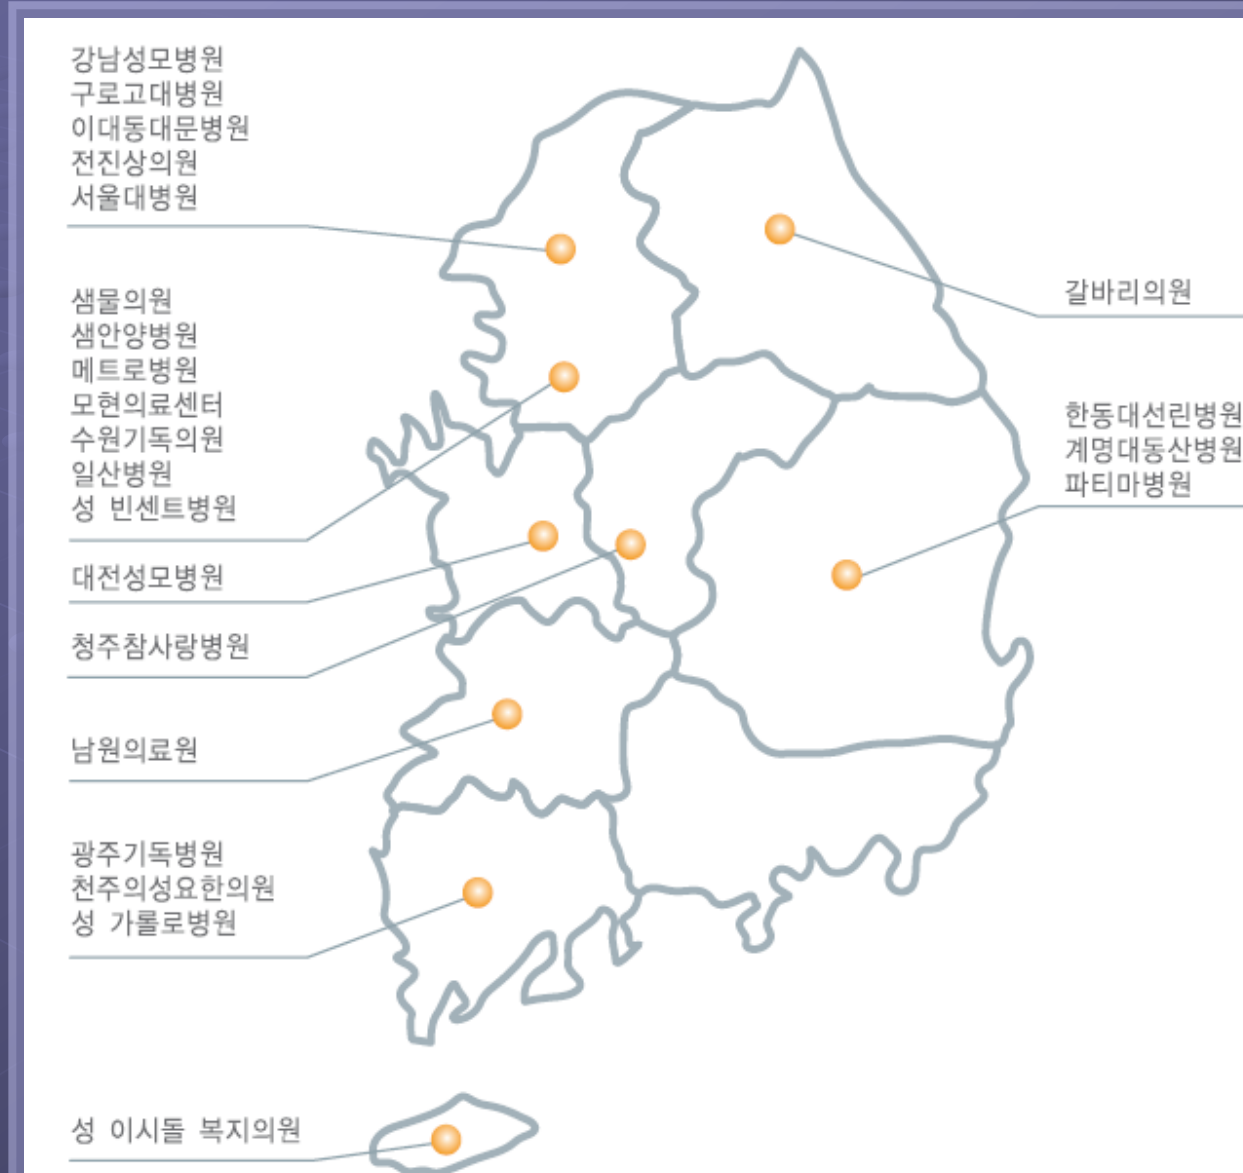 강남성모병원
구로고대병원
이대동대문병원
전진상의원
서울대병원
샘물의원
샘안양병원
메트로병원
모현의료센터
수원기독의원
일산병원
성 빈센트병원
대전성모병원
청주참사랑병원
남원의료원
광주기독병원
천주의성요한의원
성 가롤로병원
성 이시돌 복지의원
갈바리의원
한동대선린병원
계명대동산병원
파티마병원